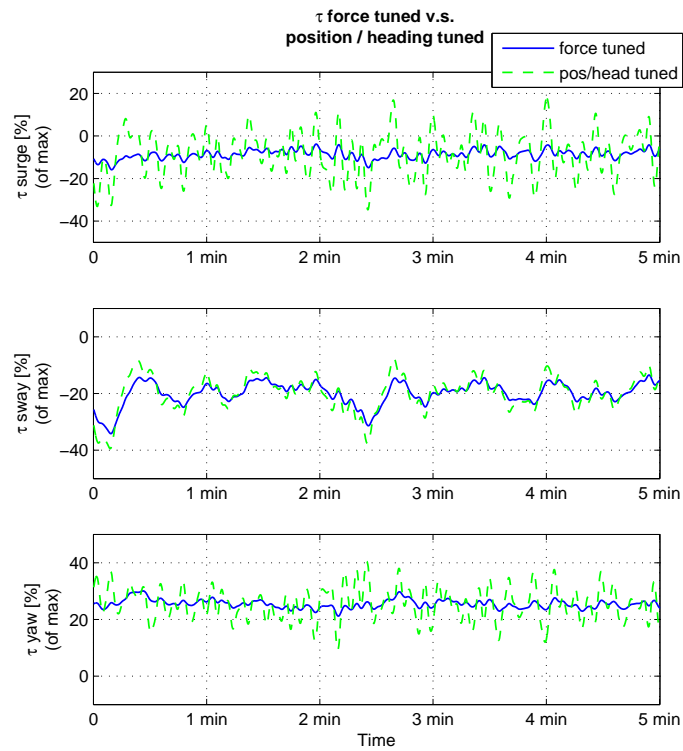 τ force tuned v.s.
position / heading tuned
force tuned
pos/head tuned
τ surge [%]
(of max)
20
0
−20
−40
0
1 min
2 min
3 min
4 min
5 min
τ sway [%]
(of max)
0
−20
−40
0
1 min
2 min
3 min
4 min
5 min
τ yaw [%]
(of max)
40
20
0
0
1 min
2 min
3 min
4 min
5 min
Time